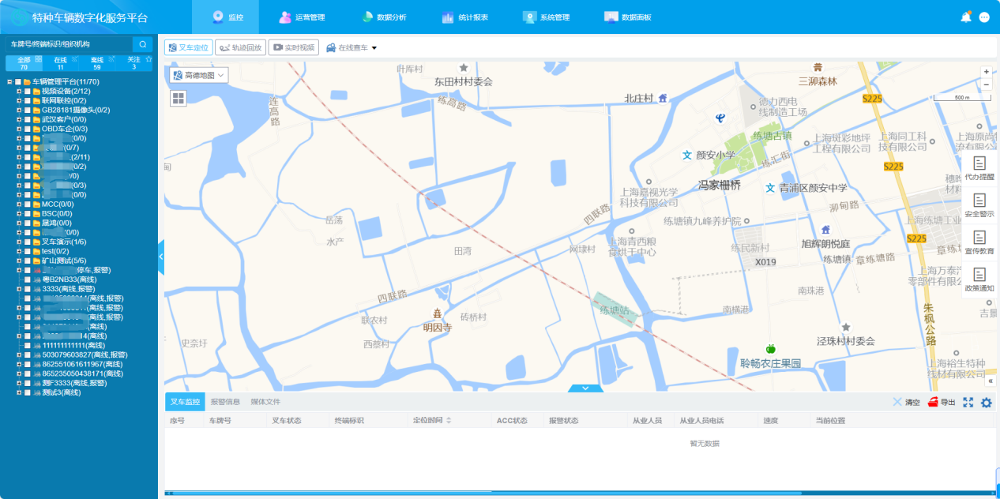 特种车辆数字化服务平台
监控
运营管理
数据分析
统计报表
系统管理
数据面板
车牌号/终端标识/组织机构
全部
70
在线
11
离线
59
关注
3
车辆管理平台(11/70)
视频设备(2/12)
联网联控(0/2)
GB28181摄像头(0/2)
武汉客户(0/0)
OBD车企(0/3)
(0/0)
(0/7)
(2/11)
(0/2)
/0)
(0/3)
(0/0)
MCC(0/0)
BSC(0/0)
晟鸿(0/0)
(0/0)
叉车演示(1/6)
test(0/2)
矿山测试(5/6)
停车,报警)
粤B2NB33(离线)
3333(离线,报警)
(离线,报警)
(离线,报警)
(离线,报警)
(离线)
14(离线)
111111111111(离线)
503079603827(离线,报警)
862551061611967(离线)
865235050438171(离线)
测F3333(离线,报警)
测试3(离线)
叉车定位
轨迹回放
实时视频
在线查车
高德地图
叶厍村
东田村村委会
连高路
练高路
北庄村
三泖森林
S225
德力西电
线制造工场
练塘古镇
上海斑彩地坪
工程有限公司
上海同工科
技有限公司
上海原尚
流有限公
颜安小学
练汇街
S225
冯家栅桥
青浦区颜安中学
上海嘉视光学
科技有限公司
四联路
泖甸路
练塘镇九峰养护院
上海练塘工业
岳荡
水产
田湾
网埭村
上海青西粮
食烘干中心
旭辉朗悦庭
S225
练民新村
X019
练塘镇
章练塘路
章练
上海万泰汽
零部件有限公
南珠港
四联路
联农村
明因寺
砖桥村
练塘站
南横港
朱枫公路
吉景
史奈圩
西蔡村
泾珠村村委会
聆畅农庄果园
上海裕生特种
线材有限公司
500 m
代办提醒
安全警示
宣传教育
政策通知
叉车监控
报警信息
媒体文件
清空
导出
序号
车牌号
叉车状态
终端标识
定位时间
ACC状态
报警状态
从业人员
从业人员电话
速度
当前位置
暂无数据